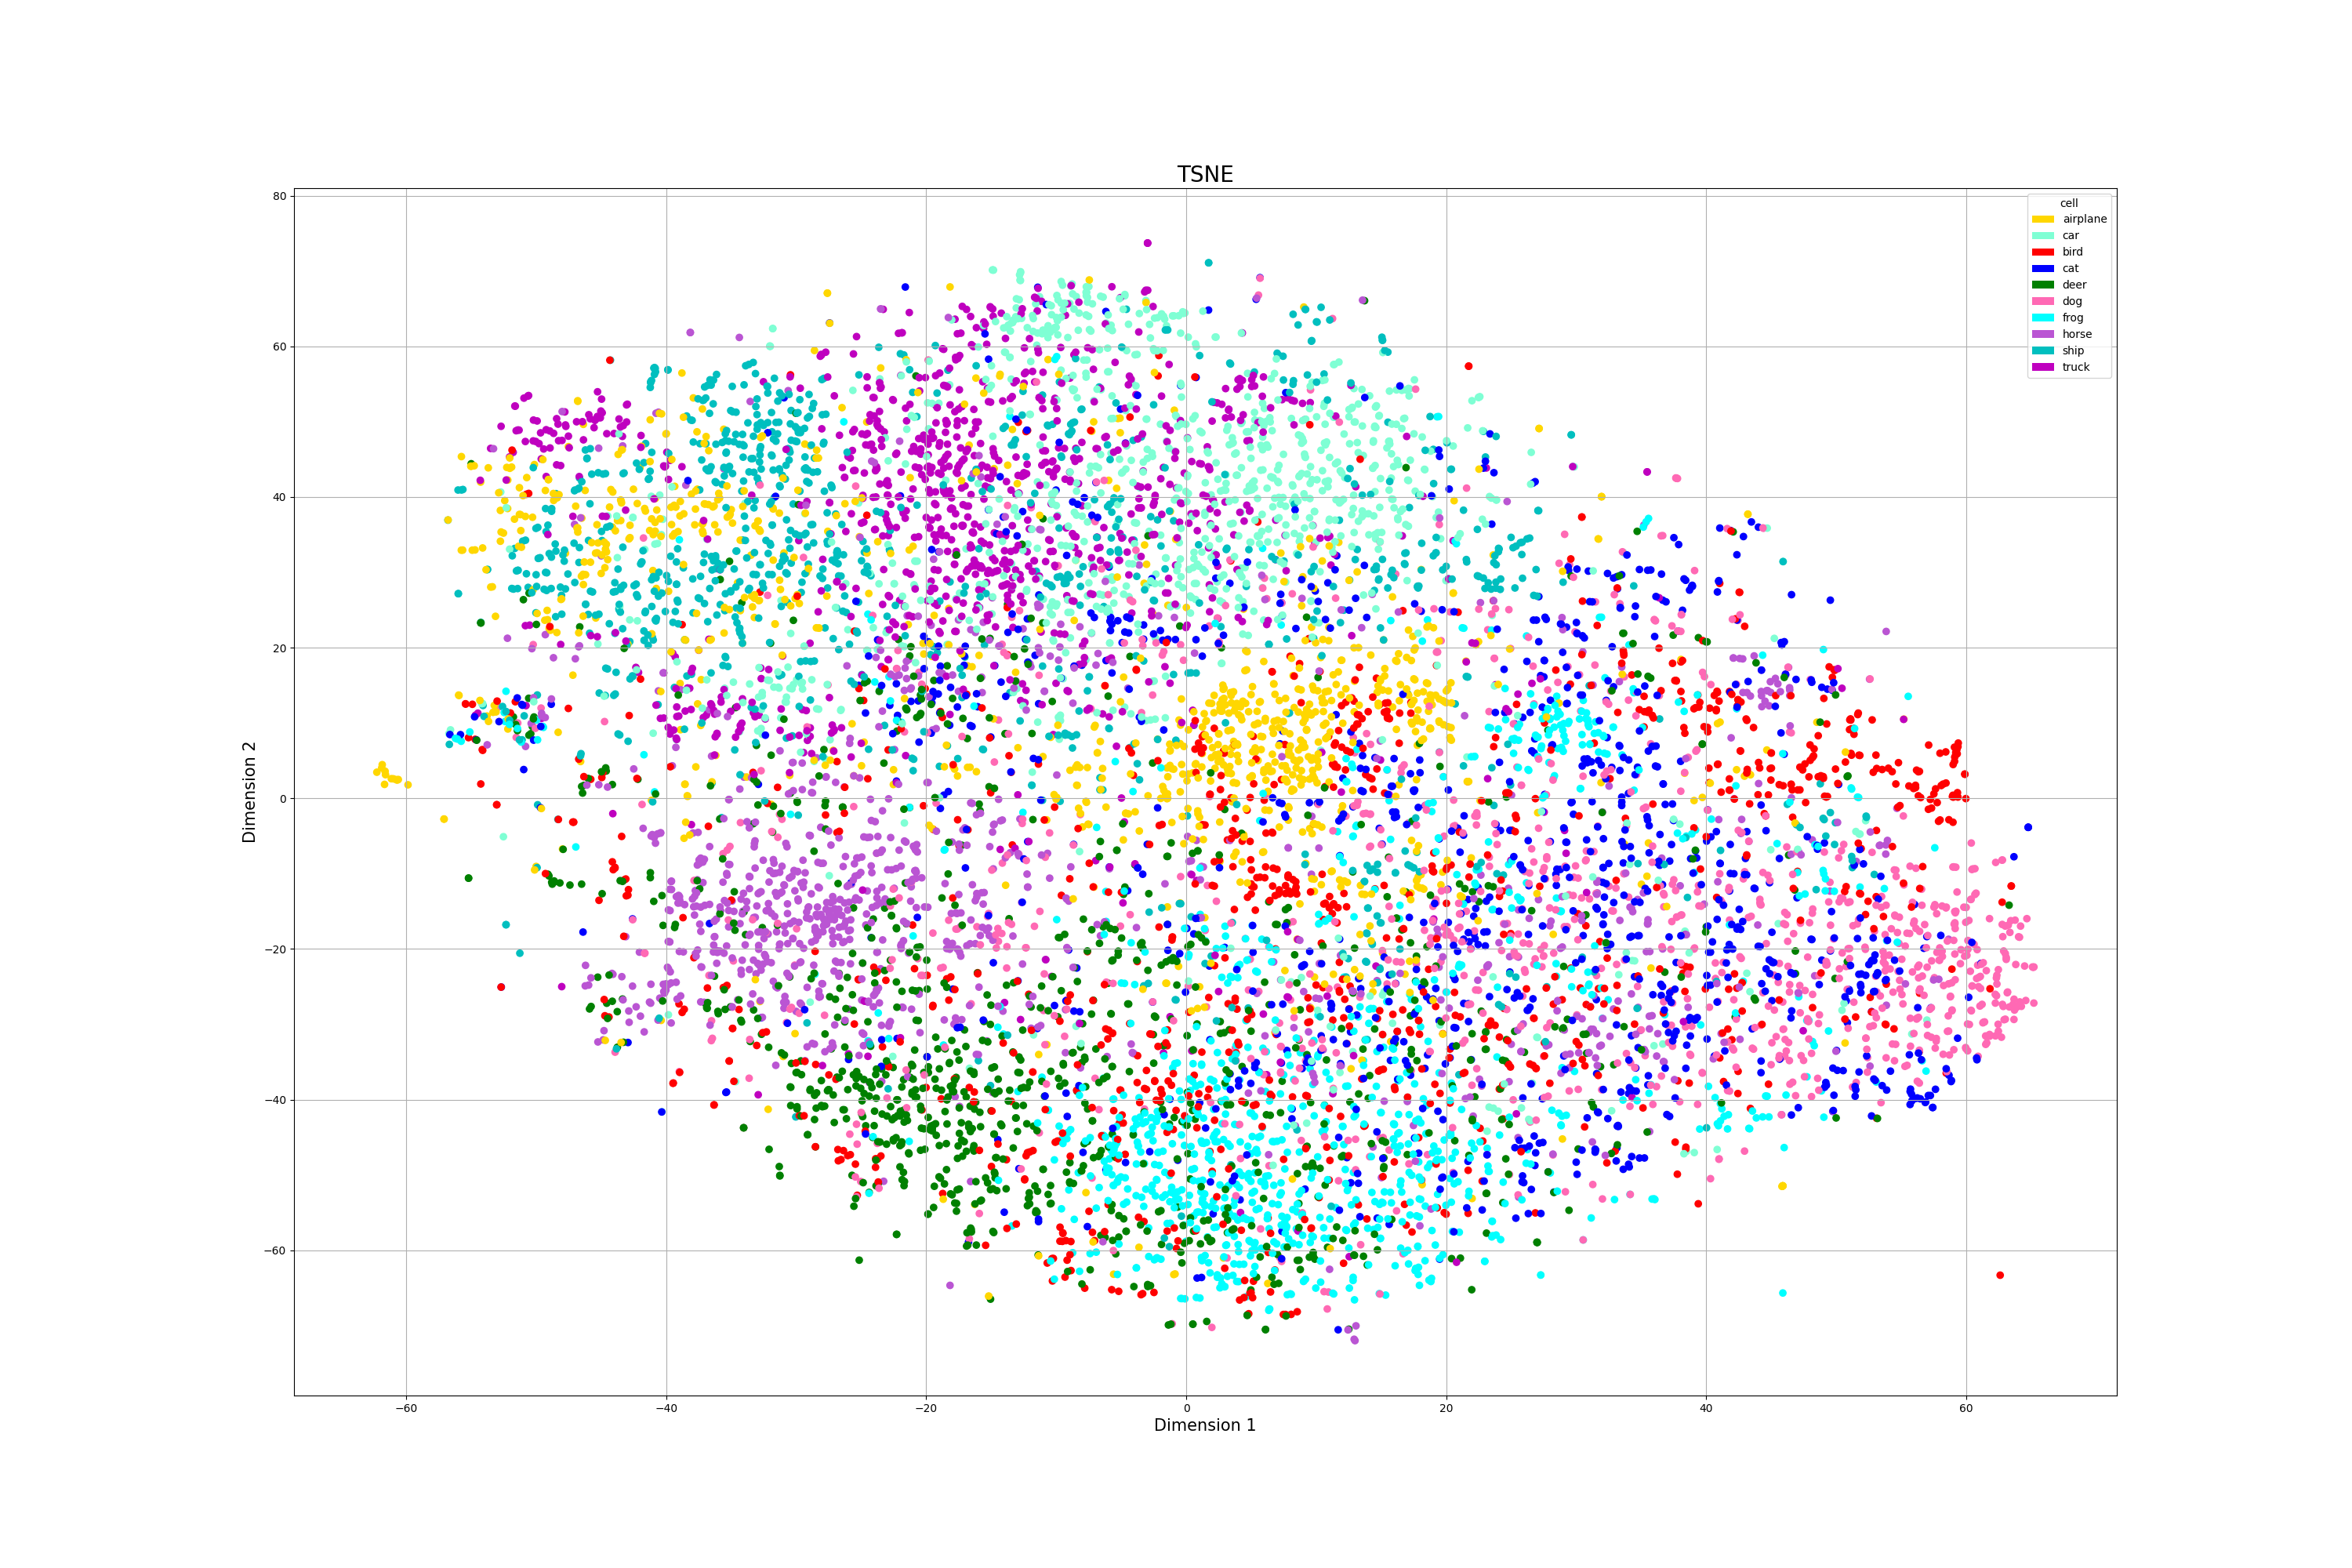 TSNE
80
60
40
20
0
−20
−40
−60
Dimension 2
−60
−40
−20
0
20
40
60
Dimension 1
cell
airplane
car
bird
cat
deer
dog
frog
horse
ship
truck